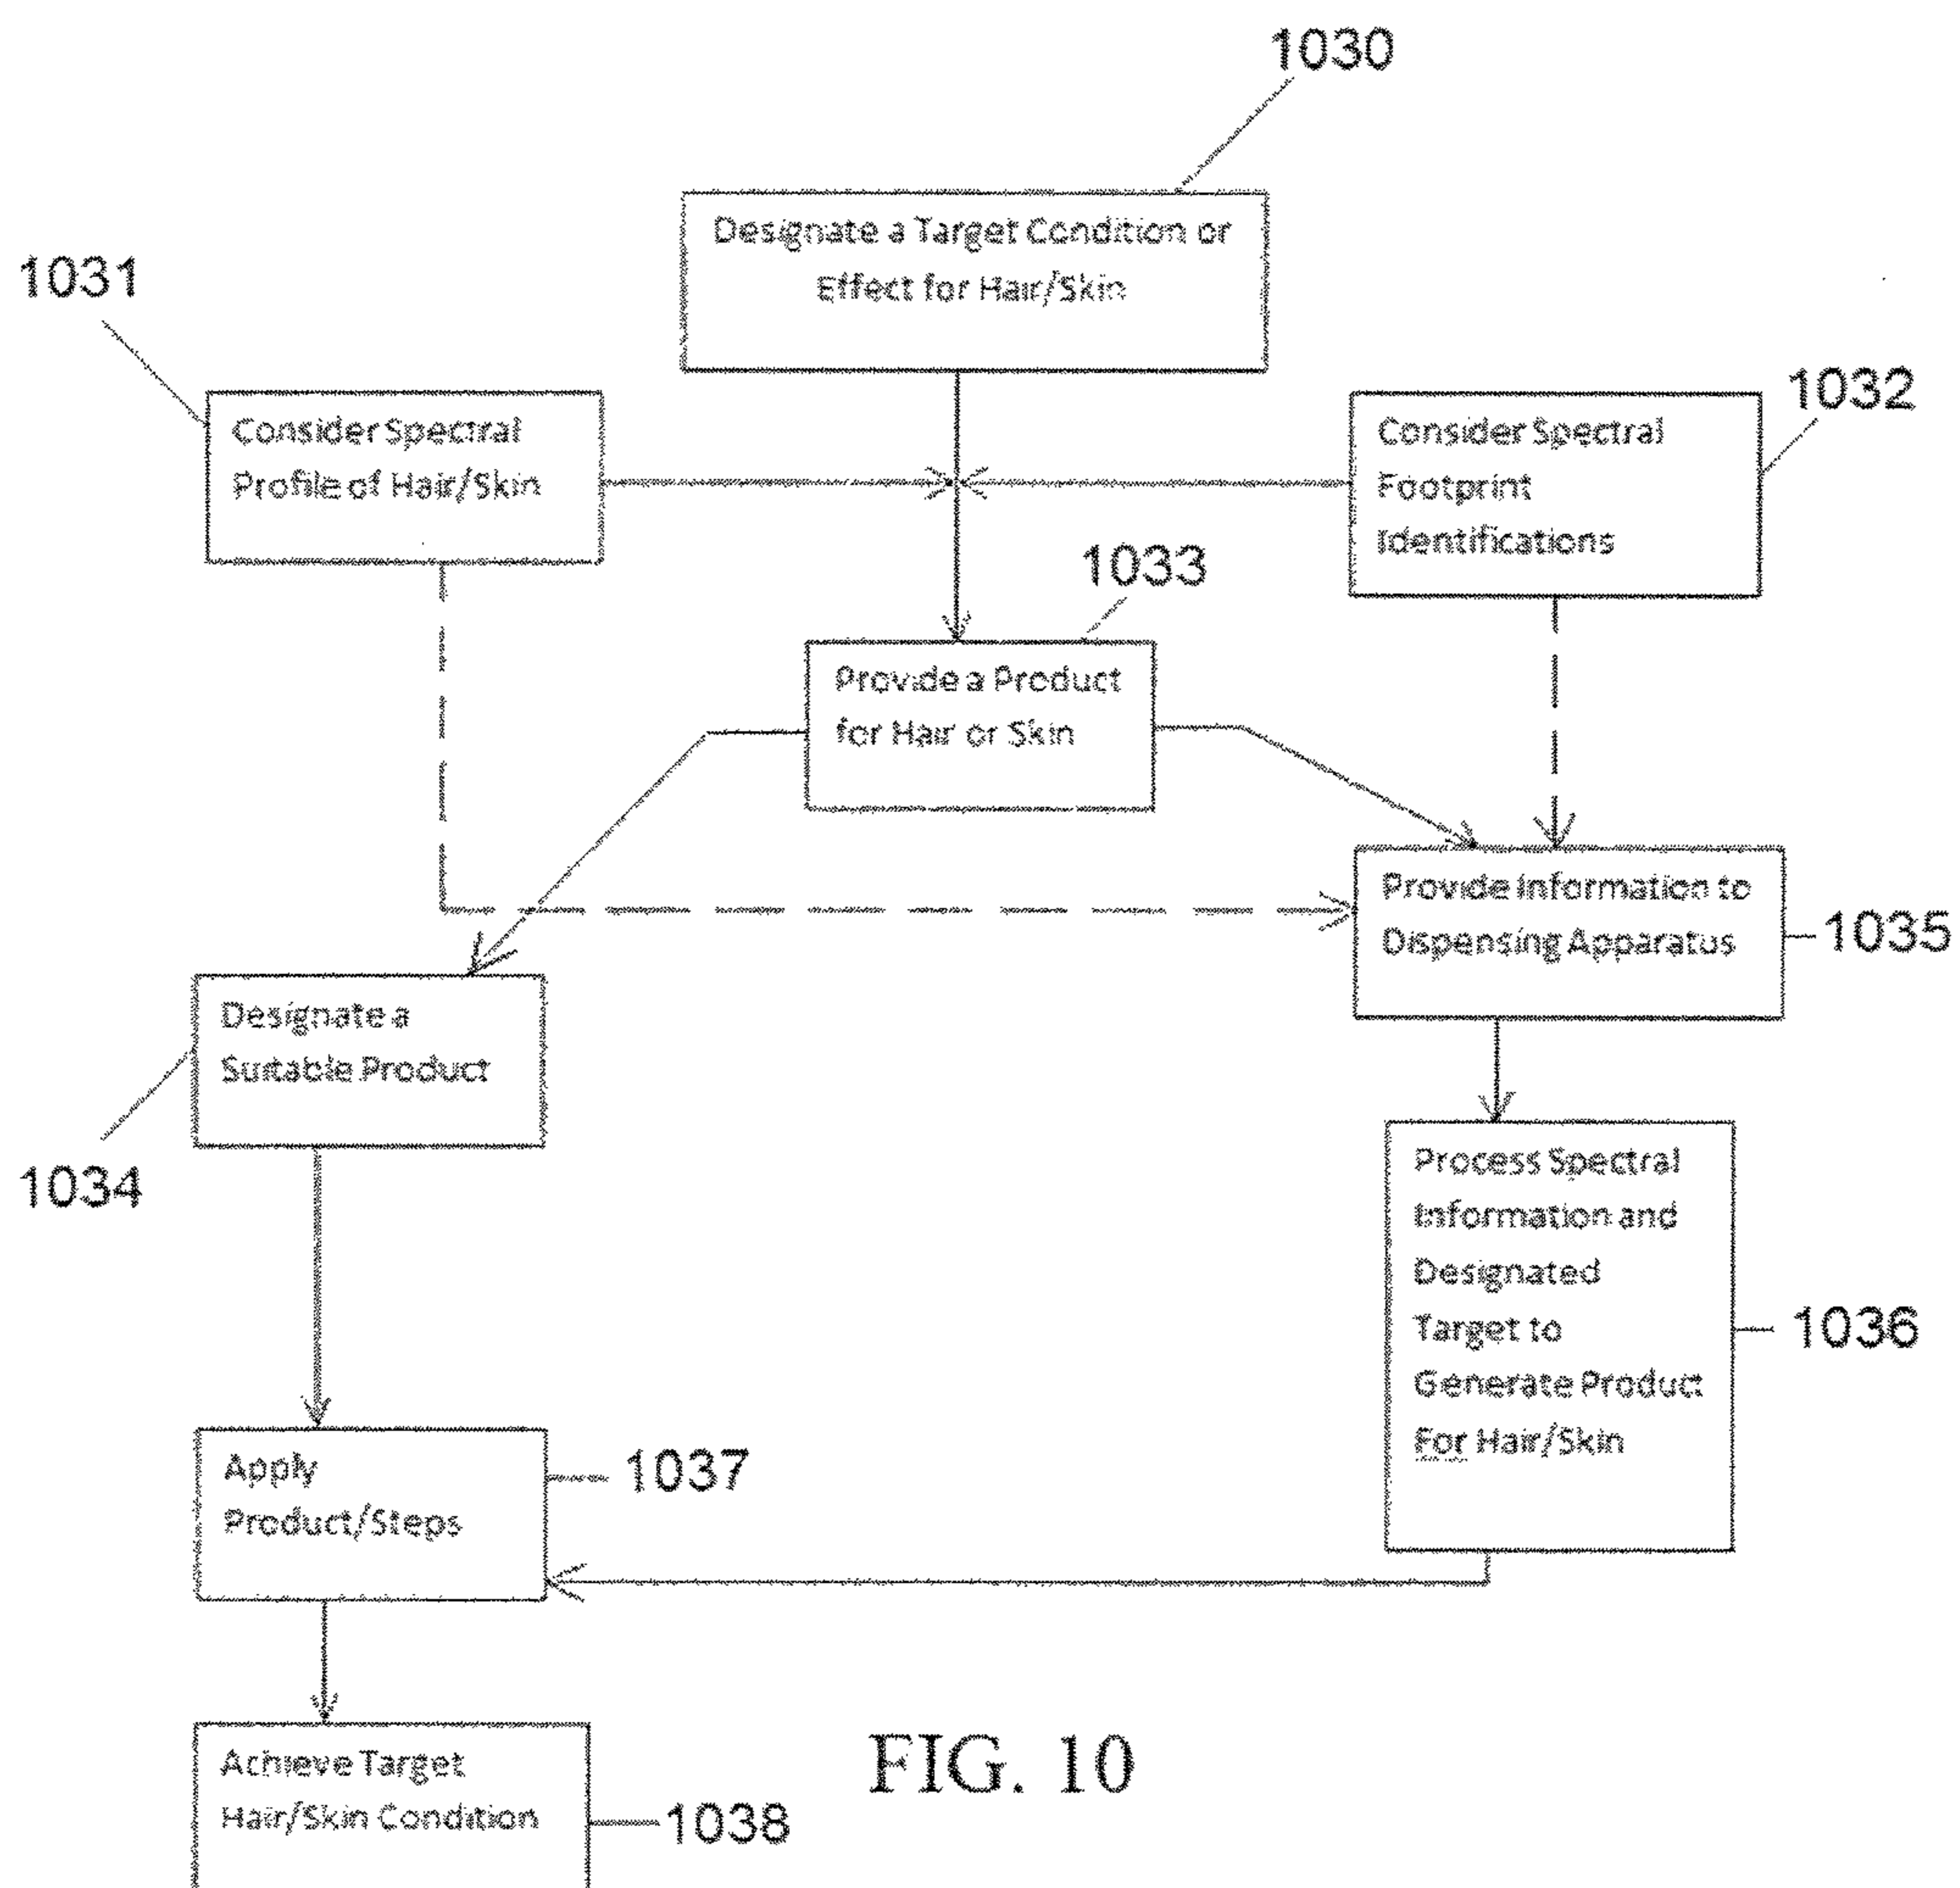 1030
Designate a Target Condition or
Effect for Hair/Skin
1031
Consider Spectral
Profile of Hair/Skin
1032
Consider Spectral
Footprint
Identifications
1033
Provide a Product
for Hair or Skin
Provide Information to
Dispensing Apparatus
1035
Designate a
Suitable Product
1034
Process Spectral
Information and
Designated
Target to
Generate Product
For Hair/Skin
1036
Apply
Product/Steps
1037
Achieve Target
Hair/Skin Condition
1038
FIG. 10